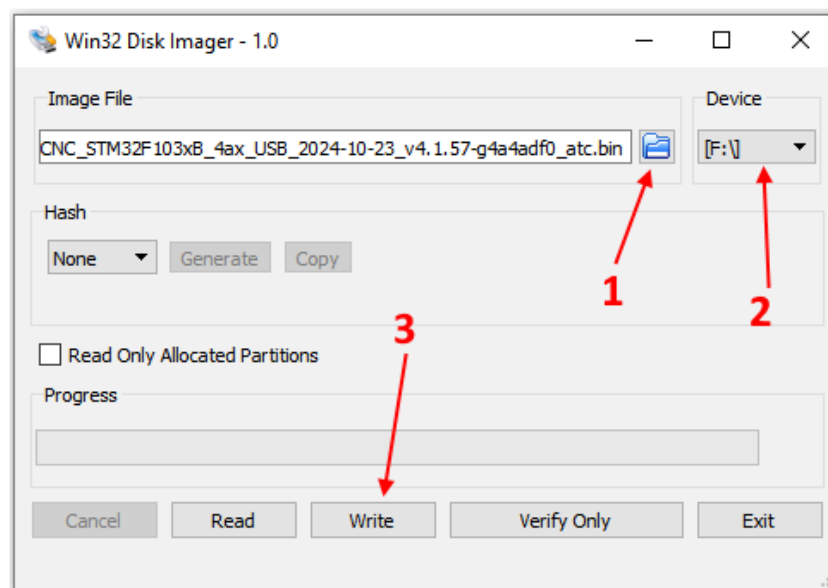 Win32 Disk Imager - 1.0
Image File
Device
CNC_STM32F103xB_4ax_USB_2024-10-23_v4.1.57-g4a4adf0_atc.bin
[F:\]
Hash
None
Generate
Copy
1
2
3
Read Only Allocated Partitions
Progress
Cancel
Read
Write
Verify Only
Exit